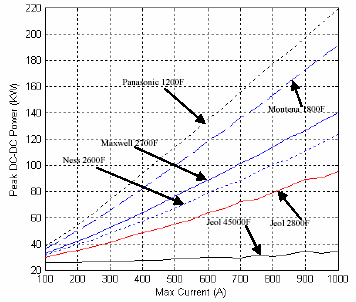 220
200
180
160
140
120
100
80
60
40
20
Peak DC-DC Power (kW)
Panasonic 1200F
Montena 1800F
Maxwell 2700F
Ness 2600F
Jeol 45000F
Jeol 2800F
100 200 300 400 500 600 700 800 900 1000
Max Current (A)